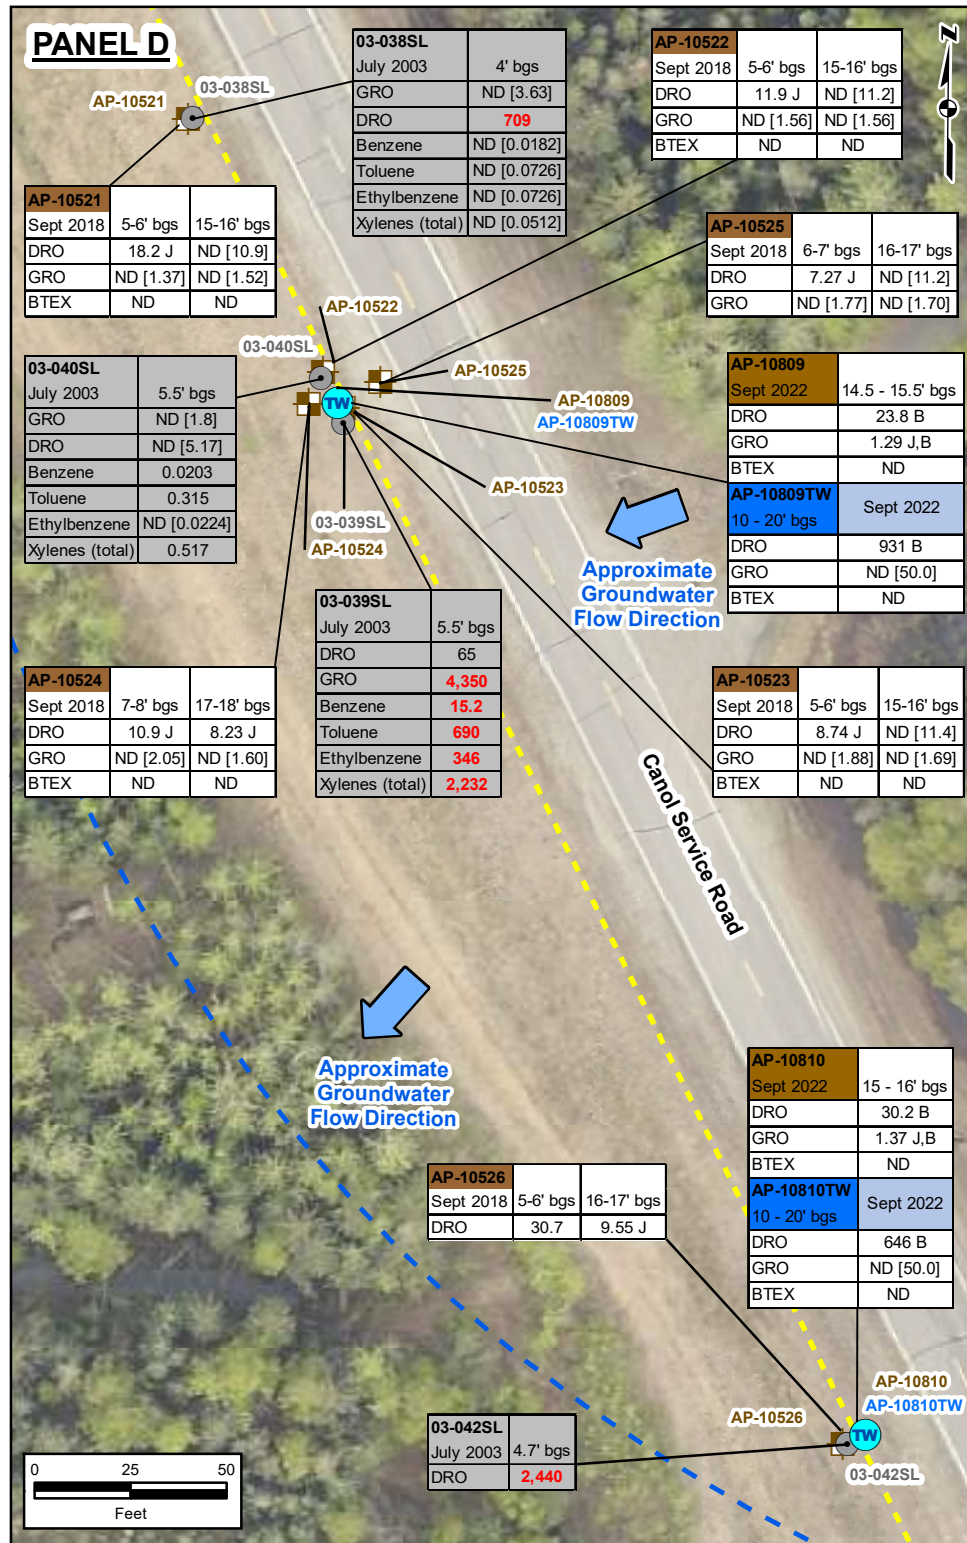 PANEL D
03-038SL
July 2003 4' bgs
GRO ND [3.63]
DRO 709
Benzene ND [0.0182]
Toluene ND [0.0726]
Ethylbenzene ND [0.0726]
Xylenes (total) ND [0.0512]
AP-10522
Sept 2018 5-6' bgs 15-16' bgs
DRO 11.9 J ND [11.2]
GRO ND [1.56] ND [1.56]
BTEX ND ND
N
03-038SL
AP-10521
AP-10521
Sept 2018 5-6' bgs 15-16' bgs
DRO 18.2 J ND [10.9]
GRO ND [1.37] ND [1.52]
BTEX ND ND
AP-10525
Sept 2018 6-7' bgs 16-17' bgs
DRO 7.27 J ND [11.2]
GRO ND [1.77] ND [1.70]
AP-10522
03-040SL
AP-10525
AP-10809
AP-10809TW
TW
AP-10523
03-039SL
AP-10524
03-040SL
July 2003 5.5' bgs
GRO ND [1.8]
DRO ND [5.17]
Benzene 0.0203
Toluene 0.315
Ethylbenzene ND [0.0224]
Xylenes (total) 0.517
AP-10809
Sept 2022 14.5 - 15.5' bgs
DRO 23.8 B
GRO 1.29 J,B
BTEX ND
AP-10809TW
10 - 20' bgs Sept 2022
DRO 931 B
GRO ND [50.0]
BTEX ND
Approximate
Groundwater
Flow Direction
03-039SL
July 2003 5.5' bgs
DRO 65
GRO 4,350
Benzene 15.2
Toluene 690
Ethylbenzene 346
Xylenes (total) 2,232
AP-10524
Sept 2018 7-8' bgs 17-18' bgs
DRO 10.9 J 8.23 J
GRO ND [2.05] ND [1.60]
BTEX ND ND
AP-10523
Sept 2018 5-6' bgs 15-16' bgs
DRO 8.74 J ND [11.4]
GRO ND [1.88] ND [1.69]
BTEX ND ND
Canol Service Road
Approximate
Groundwater
Flow Direction
AP-10810
Sept 2022 15 - 16' bgs
DRO 30.2 B
GRO 1.37 J,B
BTEX ND
AP-10810TW
10 - 20' bgs Sept 2022
DRO 646 B
GRO ND [50.0]
BTEX ND
AP-10526
Sept 2018 5-6' bgs 16-17' bgs
DRO 30.7 9.55 J
AP-10810
AP-10810TW
AP-10526
TW
03-042SL
03-042SL
July 2003 4.7' bgs
DRO 2,440
0 25 50
Feet